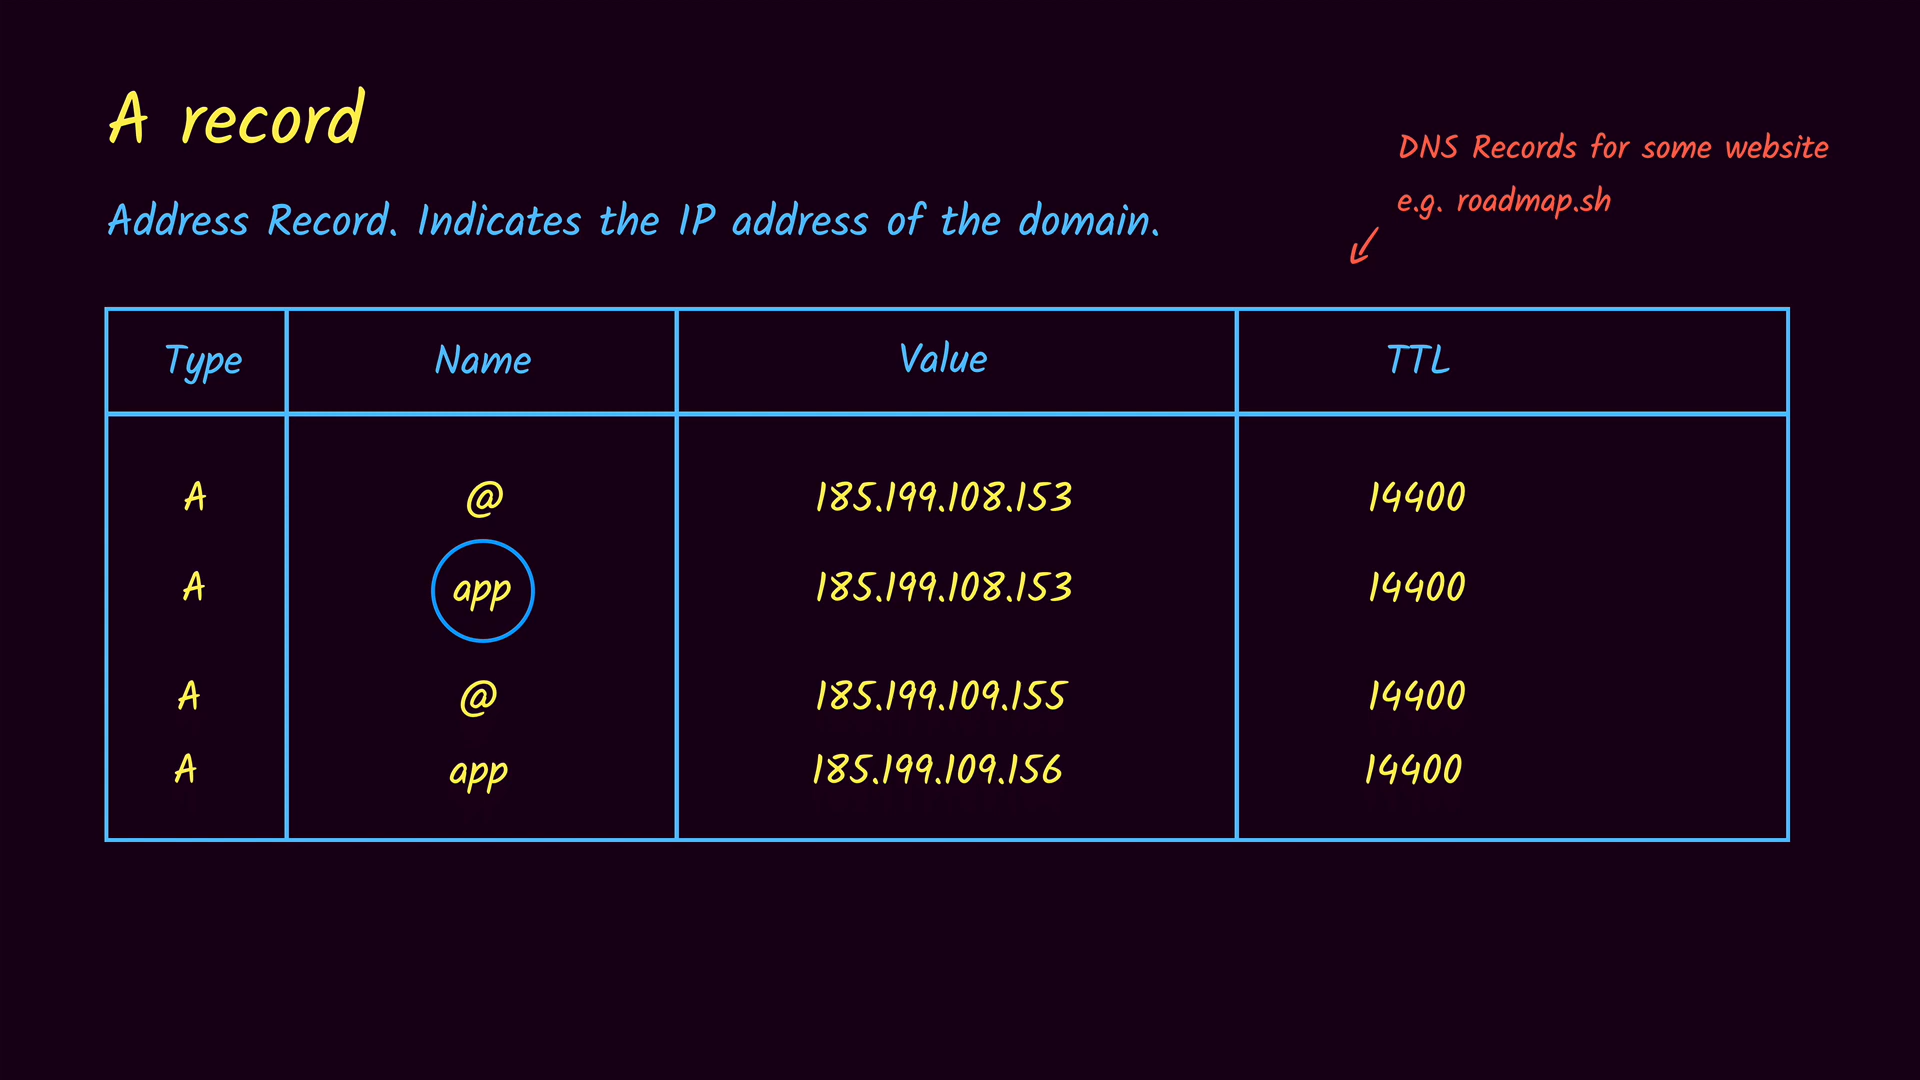 A record
DNS Records for some website
e.g. roadmap.sh
Address Record. Indicates the IP address of the domain.
Type Name Value TTL
A @ 185.199.108.153 14400
A app 185.199.108.153 14400
A @ 185.199.109.155 14400
A app 185.199.109.156 14400